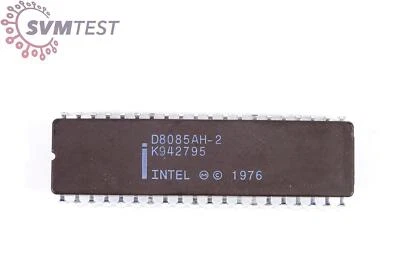 SVMTEST
D8085AH-2
K942795
i
INTEL Ⓜ © 1976